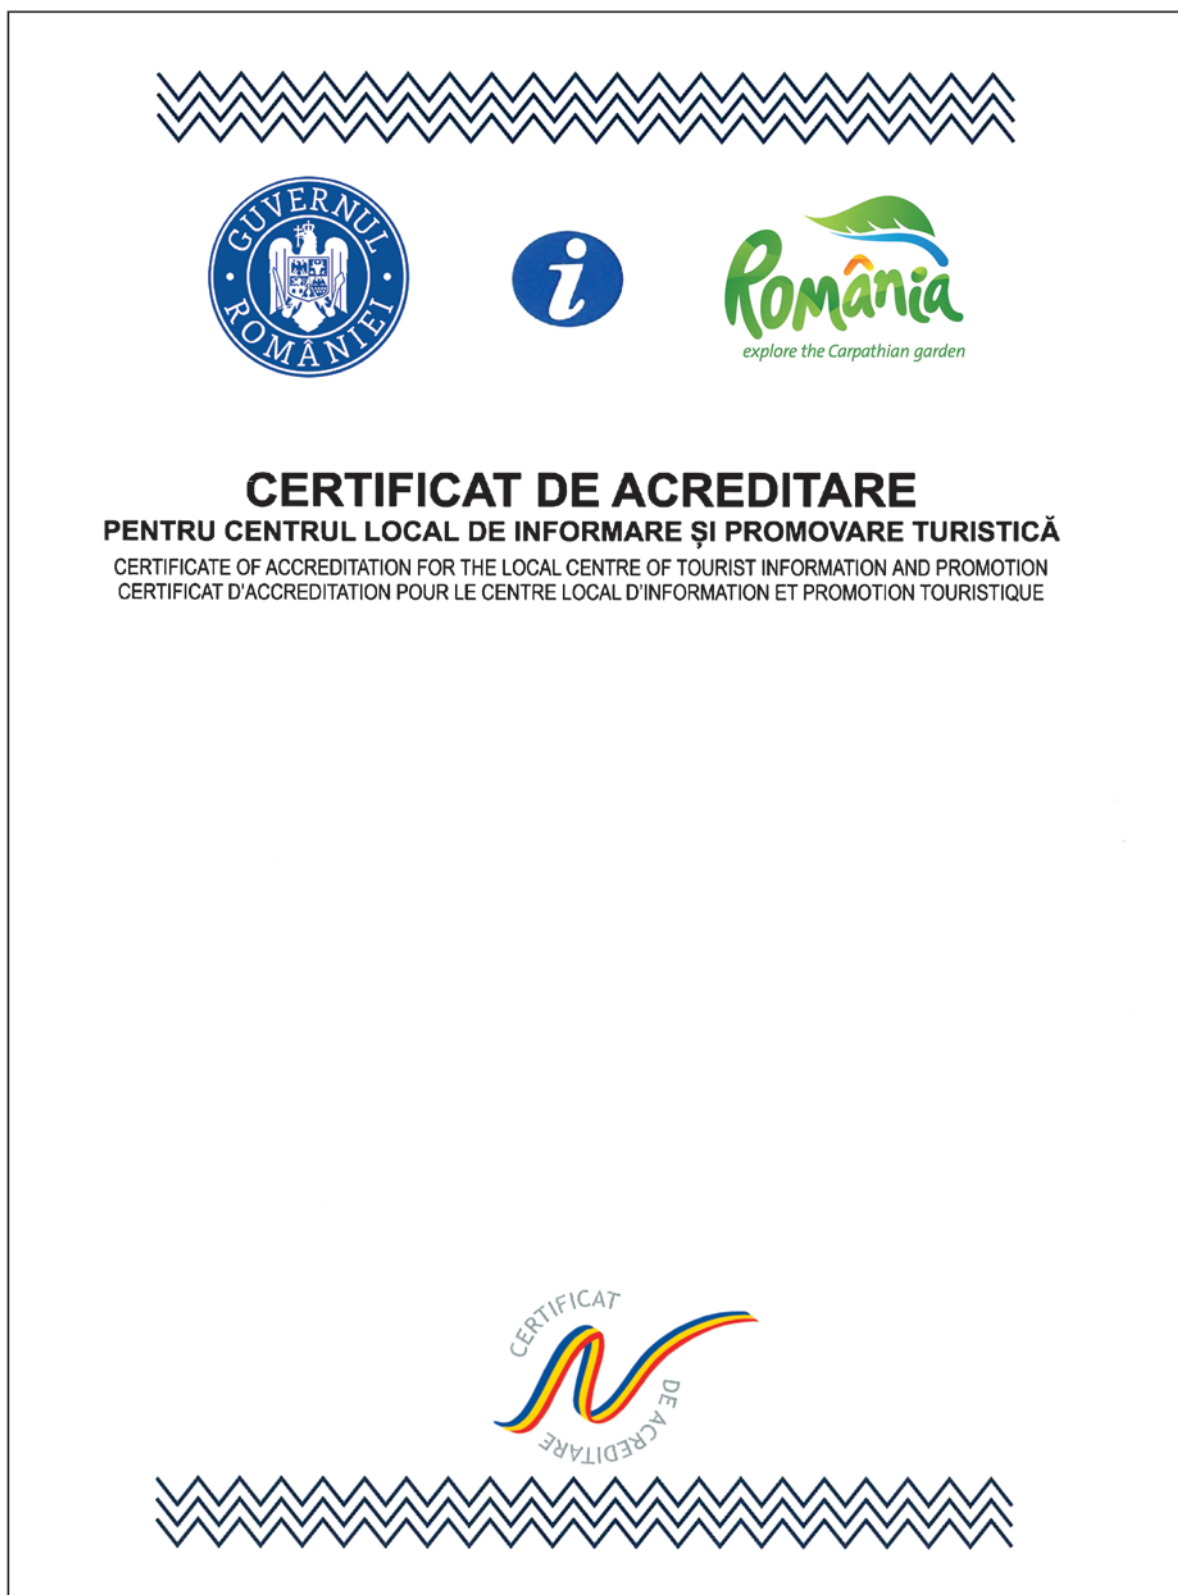 GUVERNUL ROMÂNIEI
i
România
explore the Carpathian garden
CERTIFICAT DE ACREDITARE
PENTRU CENTRUL LOCAL DE INFORMARE ȘI PROMOVARE TURISTICĂ
CERTIFICATE OF ACCREDITATION FOR THE LOCAL CENTRE OF TOURIST INFORMATION AND PROMOTION
CERTIFICAT D'ACCREDITATION POUR LE CENTRE LOCAL D'INFORMATION ET PROMOTION TOURISTIQUE
CERTIFICAT
DE ACREDITARE